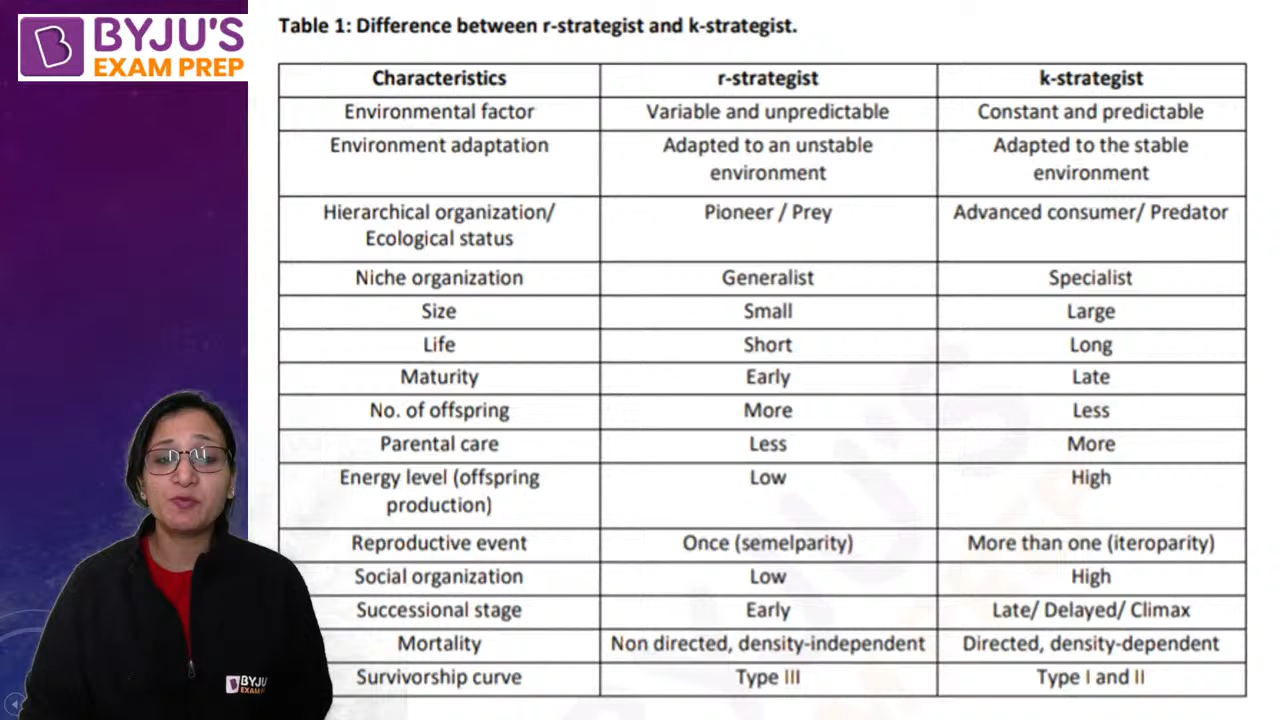 BYJU'S
EXAM PREP
Table 1: Difference between r-strategist and k-strategist.
Characteristics r-strategist k-strategist
Environmental factor Variable and unpredictable Constant and predictable
Environment adaptation Adapted to an unstable environment Adapted to the stable environment
Hierarchical organization/ Ecological status Pioneer / Prey Advanced consumer/ Predator
Niche organization Generalist Specialist
Size Small Large
Life Short Long
Maturity Early Late
No. of offspring More Less
Parental care Less More
Energy level (offspring production) Low High
Reproductive event Once (semelparity) More than one (iteroparity)
Social organization Low High
Successional stage Early Late/ Delayed/ Climax
Mortality Non directed, density-independent Directed, density-dependent
Survivorship curve Type III Type I and II
BYJU'S
EXAM PREP